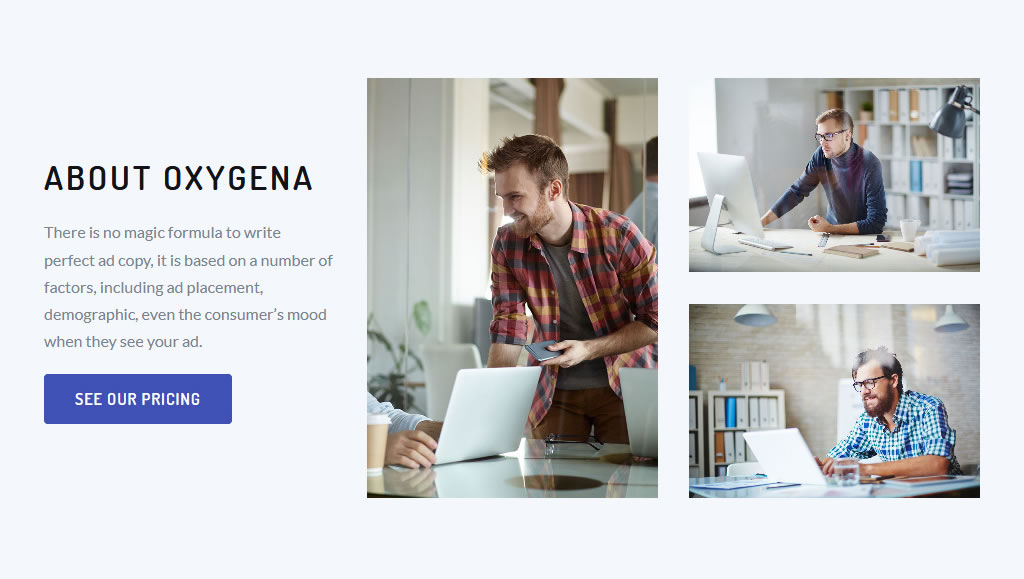 ABOUT OXYGENA
There is no magic formula to write
perfect ad copy, it is based on a number of
factors, including ad placement,
demographic, even the consumer's mood
when they see your ad.
SEE OUR PRICING